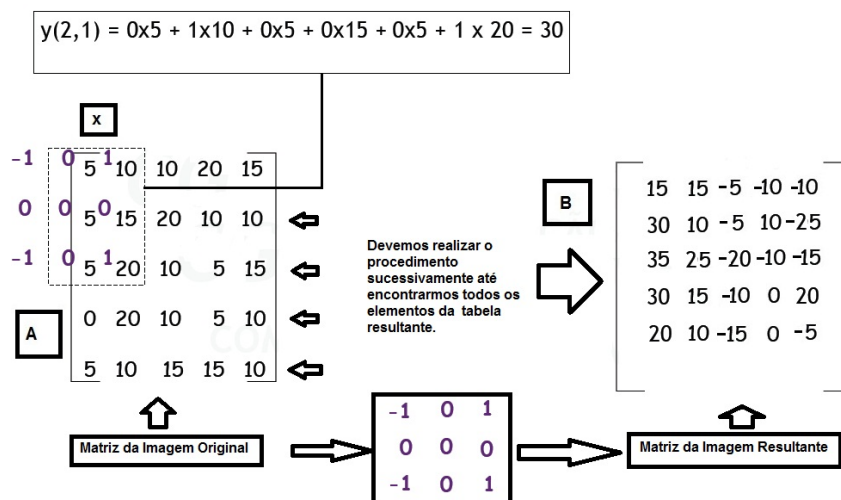 y(2,1) = 0x5 + 1x10 + 0x5 + 0x15 + 0x5 + 1 x 20 = 30
x
-1 0 1
5 10 10 20 15
0 0 0
5 15 20 10 10
-1 0 1
5 20 10 5 15
A
0 20 10 5 10
5 10 15 15 10
Matriz da Imagem Original
Devemos realizar o
procedimento
sucessivamente até
encontrarmos todos os
elementos da tabela
resultante.
-1 0 1
0 0 0
-1 0 1
B
15 15 -5 -10 -10
30 10 -5 10 -25
35 25 -20 -10 -15
30 15 -10 0 20
20 10 -15 0 -5
Matriz da Imagem Resultante